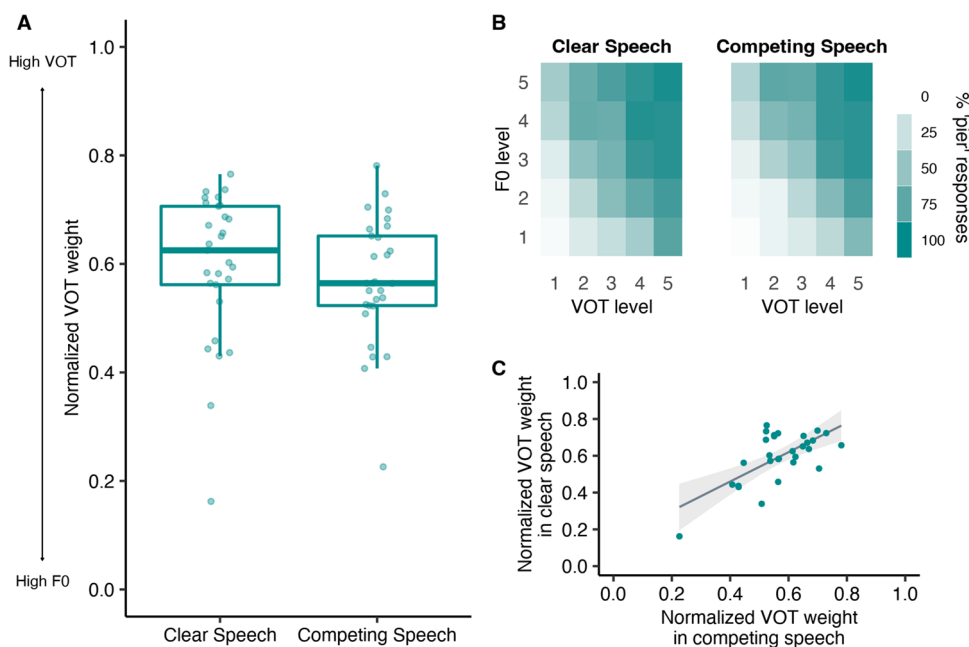 A
High VOT
High F0
Normalized VOT weight
1.0
0.8
0.6
0.4
0.2
0.0
Clear Speech
Competing Speech
B
Clear Speech
Competing Speech
F0 level
5
4
3
2
1
1 2 3 4 5
VOT level
1 2 3 4 5
VOT level
0
25
50
75
100
% 'pier' responses
C
Normalized VOT weight
in clear speech
1.0
0.8
0.6
0.4
0.2
0.0
0.0 0.2 0.4 0.6 0.8 1.0
Normalized VOT weight
in competing speech